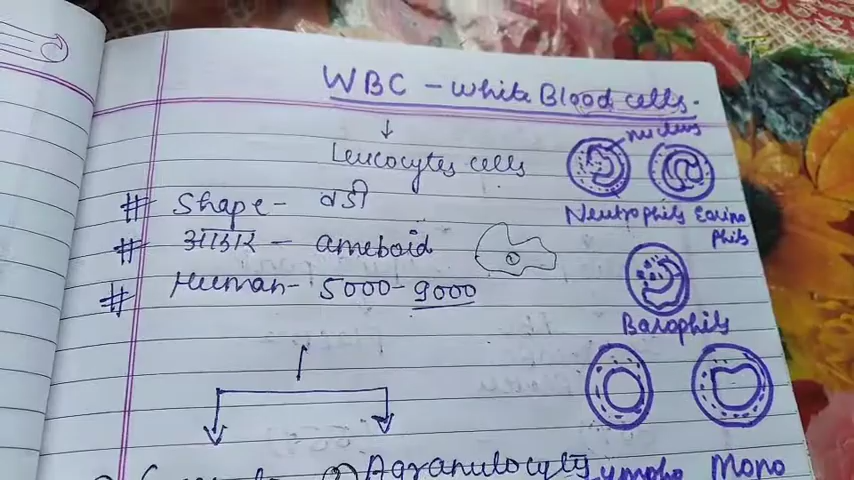 WBC - White Blood cells.
Leucocytes cells
nucleus
# Shape - बडी
Neutrophils Eosinophils
# आकार - ameboid
# Human - 5000-9000
Basophils
Agranulocyte
Lympho Mono